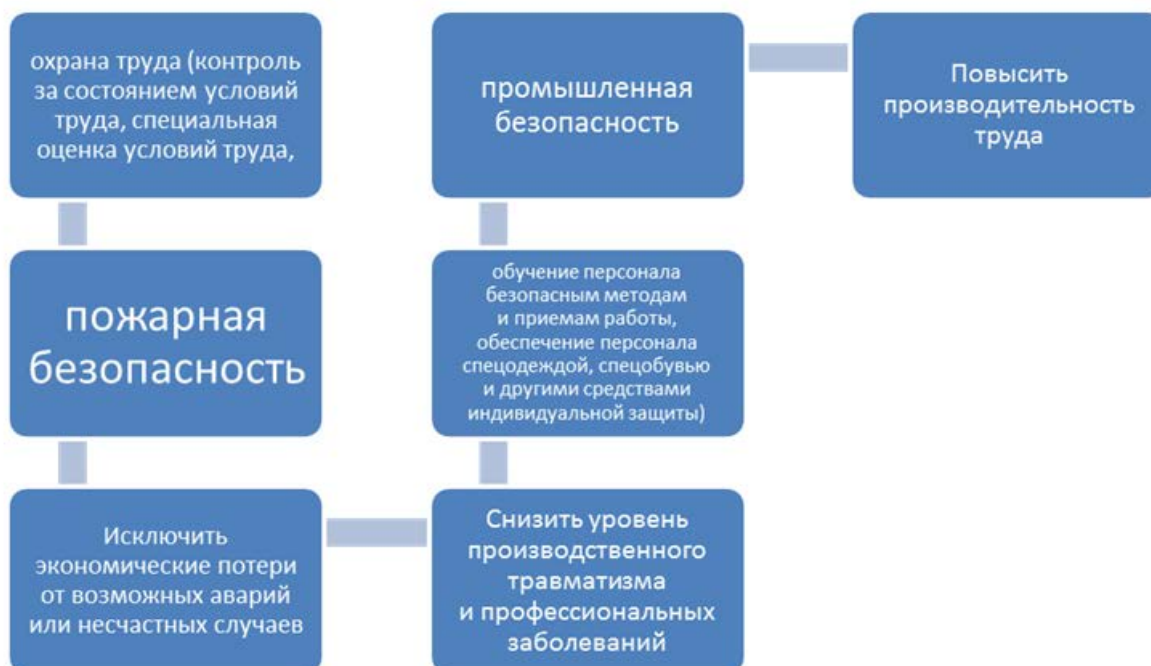 охрана труда (контроль
за состоянием условий
труда, специальная
оценка условий труда,
пожарная
безопасность
Исключить
экономические потери
от возможных аварий
или несчастных случаев
Снизить уровень
производственного
травматизма
и профессиональных
заболеваний
обучение персонала
безопасным методам
и приемам работы,
обеспечение персонала
спецодеждой, спецобувью
и другими средствами
индивидуальной защиты)
промышленная
безопасность
Повысить
производительность
труда